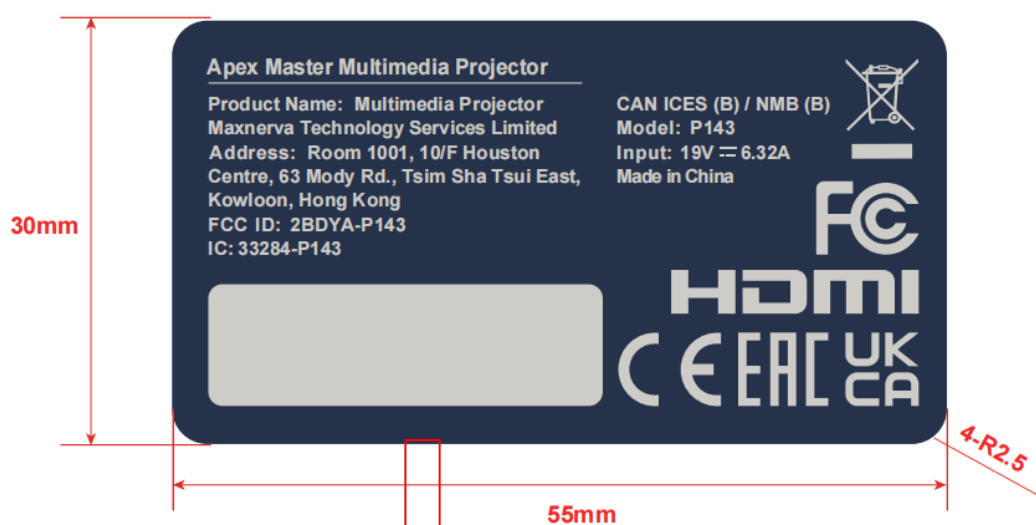 Apex Master Multimedia Projector
Product Name: Multimedia Projector
Maxnerva Technology Services Limited
Address: Room 1001, 10/F Houston
Centre, 63 Mody Rd., Tsim Sha Tsui East,
Kowloon, Hong Kong
FCC ID: 2BDYA-P143
IC: 33284-P143
CAN ICES (B) / NMB (B)
Model: P143
Input: 19V ⎓ 6.32A
Made in China
FC
HDMI
CE EAC UK
CA
30mm
55mm
4-R2.5